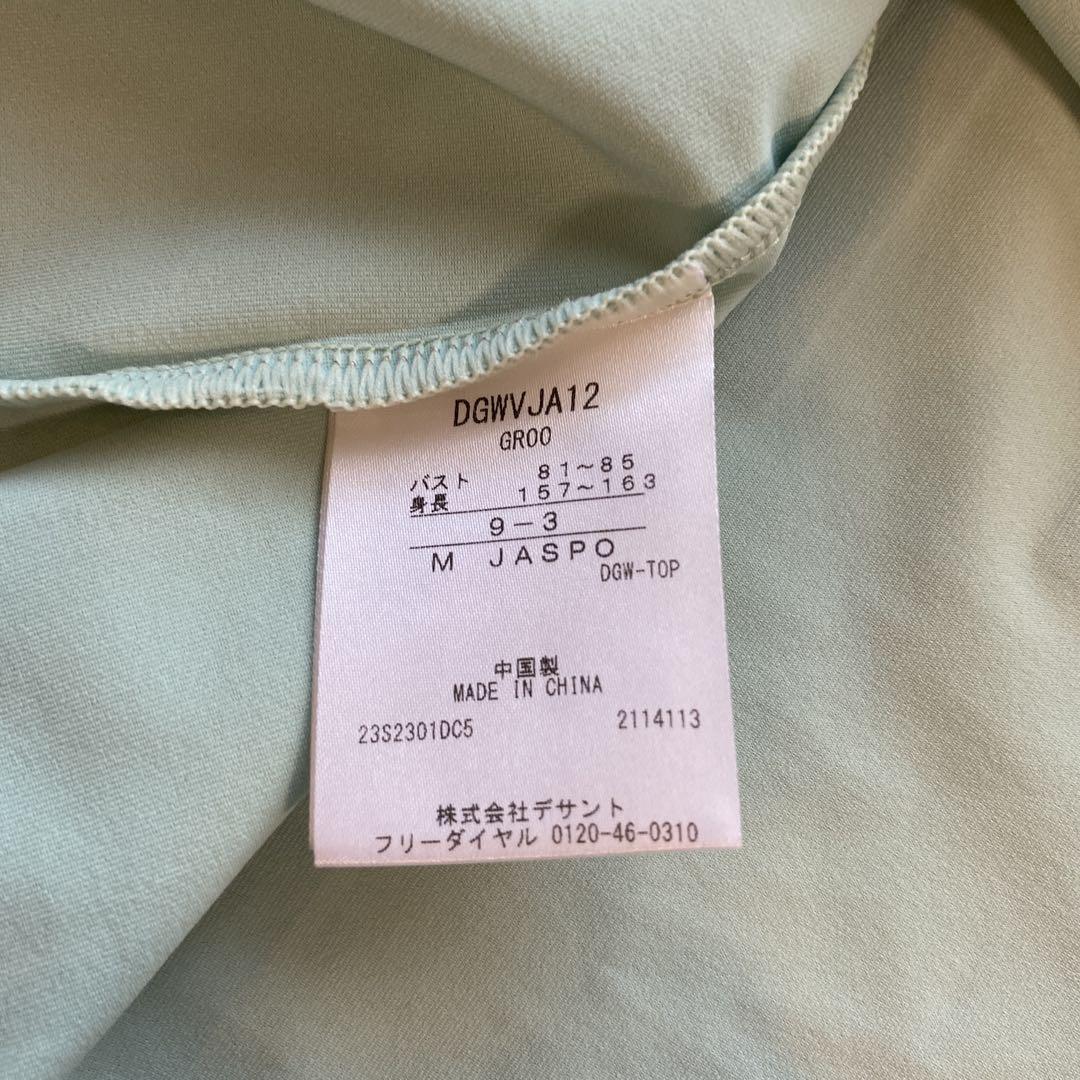 DGWVJA12
GR00
バスト 81～85
身長 157～163
9－3
M JASPO
DGW-TOP
中国製
MADE IN CHINA
23S2301DC5 2114113
株式会社デサント
フリーダイヤル 0120-46-0310